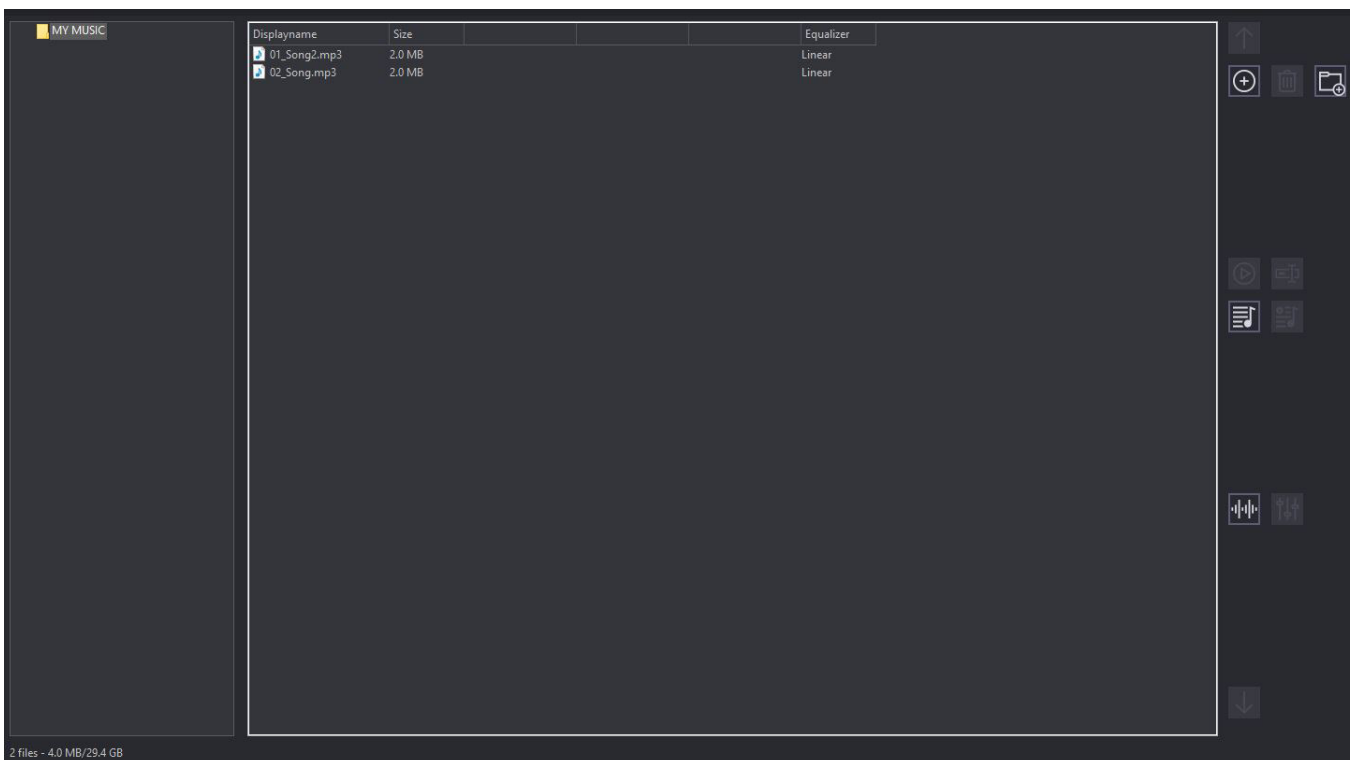 MY MUSIC
Displayname Size Equalizer
01_Song2.mp3 2.0 MB Linear
02_Song.mp3 2.0 MB Linear
2 files - 4.0 MB/29.4 GB